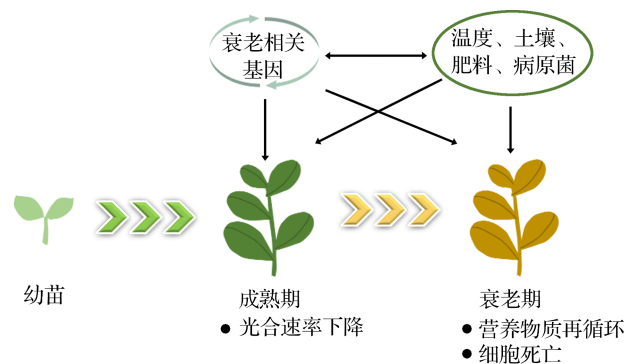 衰老相关
基因
温度、土壤、
肥料、病原菌
幼苗
成熟期
● 光合速率下降
衰老期
● 营养物质再循环
● 细胞死亡